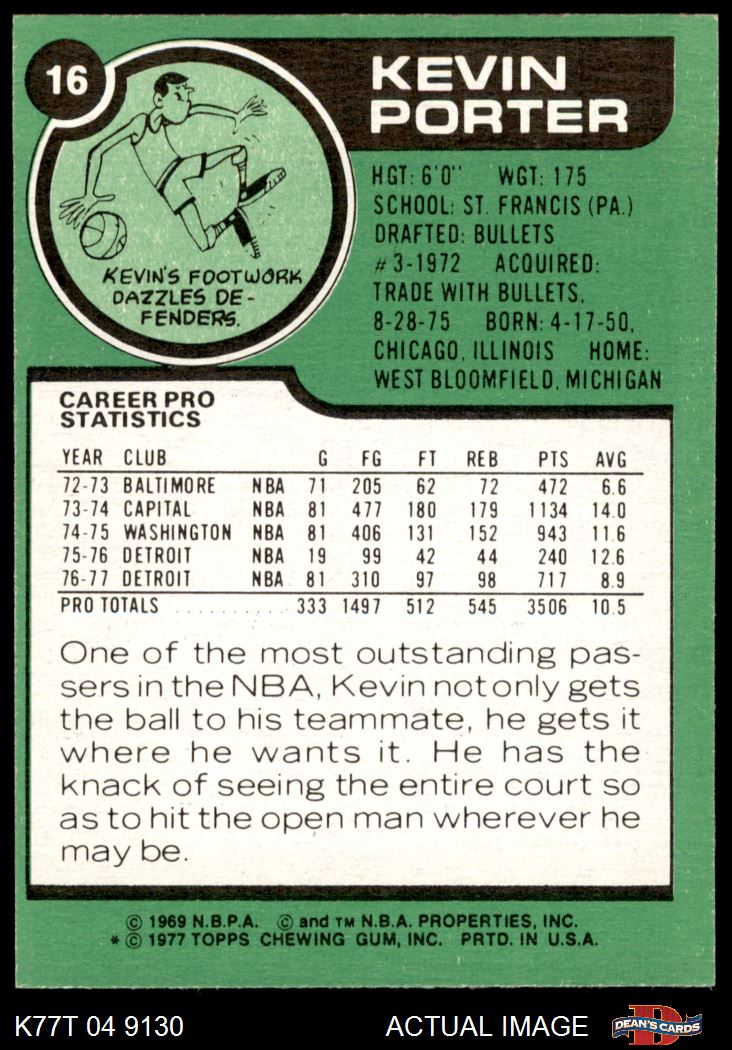 16
KEVIN
PORTER
KEVIN'S FOOTWORK
DAZZLES DE-
FENDERS.
HGT: 6'0" WGT: 175
SCHOOL: ST. FRANCIS (PA.)
DRAFTED: BULLETS
#3-1972 ACQUIRED:
TRADE WITH BULLETS,
8-28-75 BORN: 4-17-50,
CHICAGO, ILLINOIS HOME:
WEST BLOOMFIELD, MICHIGAN
CAREER PRO
STATISTICS
YEAR CLUB G FG FT REB PTS AVG
72-73 BALTIMORE NBA 71 205 62 72 472 6.6
73-74 CAPITAL NBA 81 477 180 179 1134 14.0
74-75 WASHINGTON NBA 81 406 131 152 943 11.6
75-76 DETROIT NBA 19 99 42 44 240 12.6
76-77 DETROIT NBA 81 310 97 98 717 8.9
PRO TOTALS .......... 333 1497 512 545 3506 10.5
One of the most outstanding pas-
sers in the NBA, Kevin not only gets
the ball to his teammate, he gets it
where he wants it. He has the
knack of seeing the entire court so
as to hit the open man wherever he
may be.
© 1969 N.B.P.A. © and TM N.B.A. PROPERTIES, INC.
* © 1977 TOPPS CHEWING GUM, INC. PRTD. IN U.S.A.
K77T 04 9130 ACTUAL IMAGE D DEAN'S CARDS